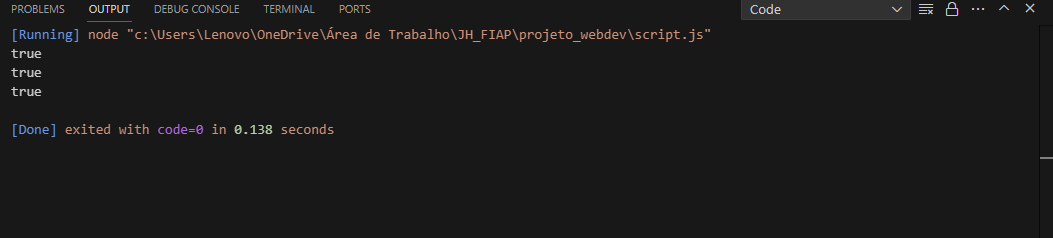 PROBLEMS OUTPUT DEBUG CONSOLE TERMINAL PORTS Code
[Running] node "c:\Users\Lenovo\OneDrive\Área de Trabalho\JH_FIAP\projeto_webdev\script.js"
true
true
true
[Done] exited with code=0 in 0.138 seconds